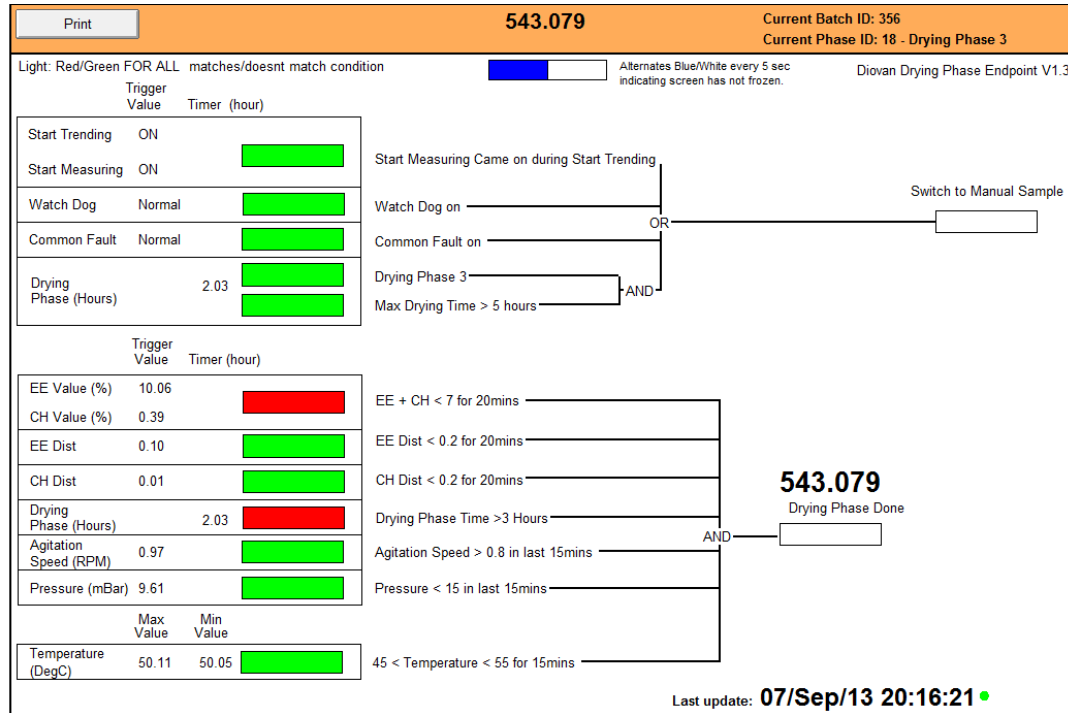 Print
543.079
Current Batch ID: 356
Current Phase ID: 18 - Drying Phase 3
Light: Red/Green FOR ALL matches/doesnt match condition
Alternates Blue/White every 5 sec
indicating screen has not frozen.
Diovan Drying Phase Endpoint V1.3
Trigger
Value Timer (hour)
Start Trending ON
Start Measuring ON
Start Measuring Came on during Start Trending
Switch to Manual Sample
Watch Dog Normal
Watch Dog on
OR
Common Fault Normal
Common Fault on
Drying
Phase (Hours) 2.03
Drying Phase 3
AND
Max Drying Time > 5 hours
Trigger
Value Timer (hour)
EE Value (%) 10.06
CH Value (%) 0.39
EE + CH < 7 for 20mins
EE Dist 0.10
EE Dist < 0.2 for 20mins
CH Dist 0.01
CH Dist < 0.2 for 20mins
543.079
Drying Phase Done
Drying
Phase (Hours) 2.03
Drying Phase Time >3 Hours
AND
Agitation
Speed (RPM) 0.97
Agitation Speed > 0.8 in last 15mins
Pressure (mBar) 9.61
Pressure < 15 in last 15mins
Max Min
Value Value
Temperature
(DegC) 50.11 50.05
45 < Temperature < 55 for 15mins
Last update: 07/Sep/13 20:16:21